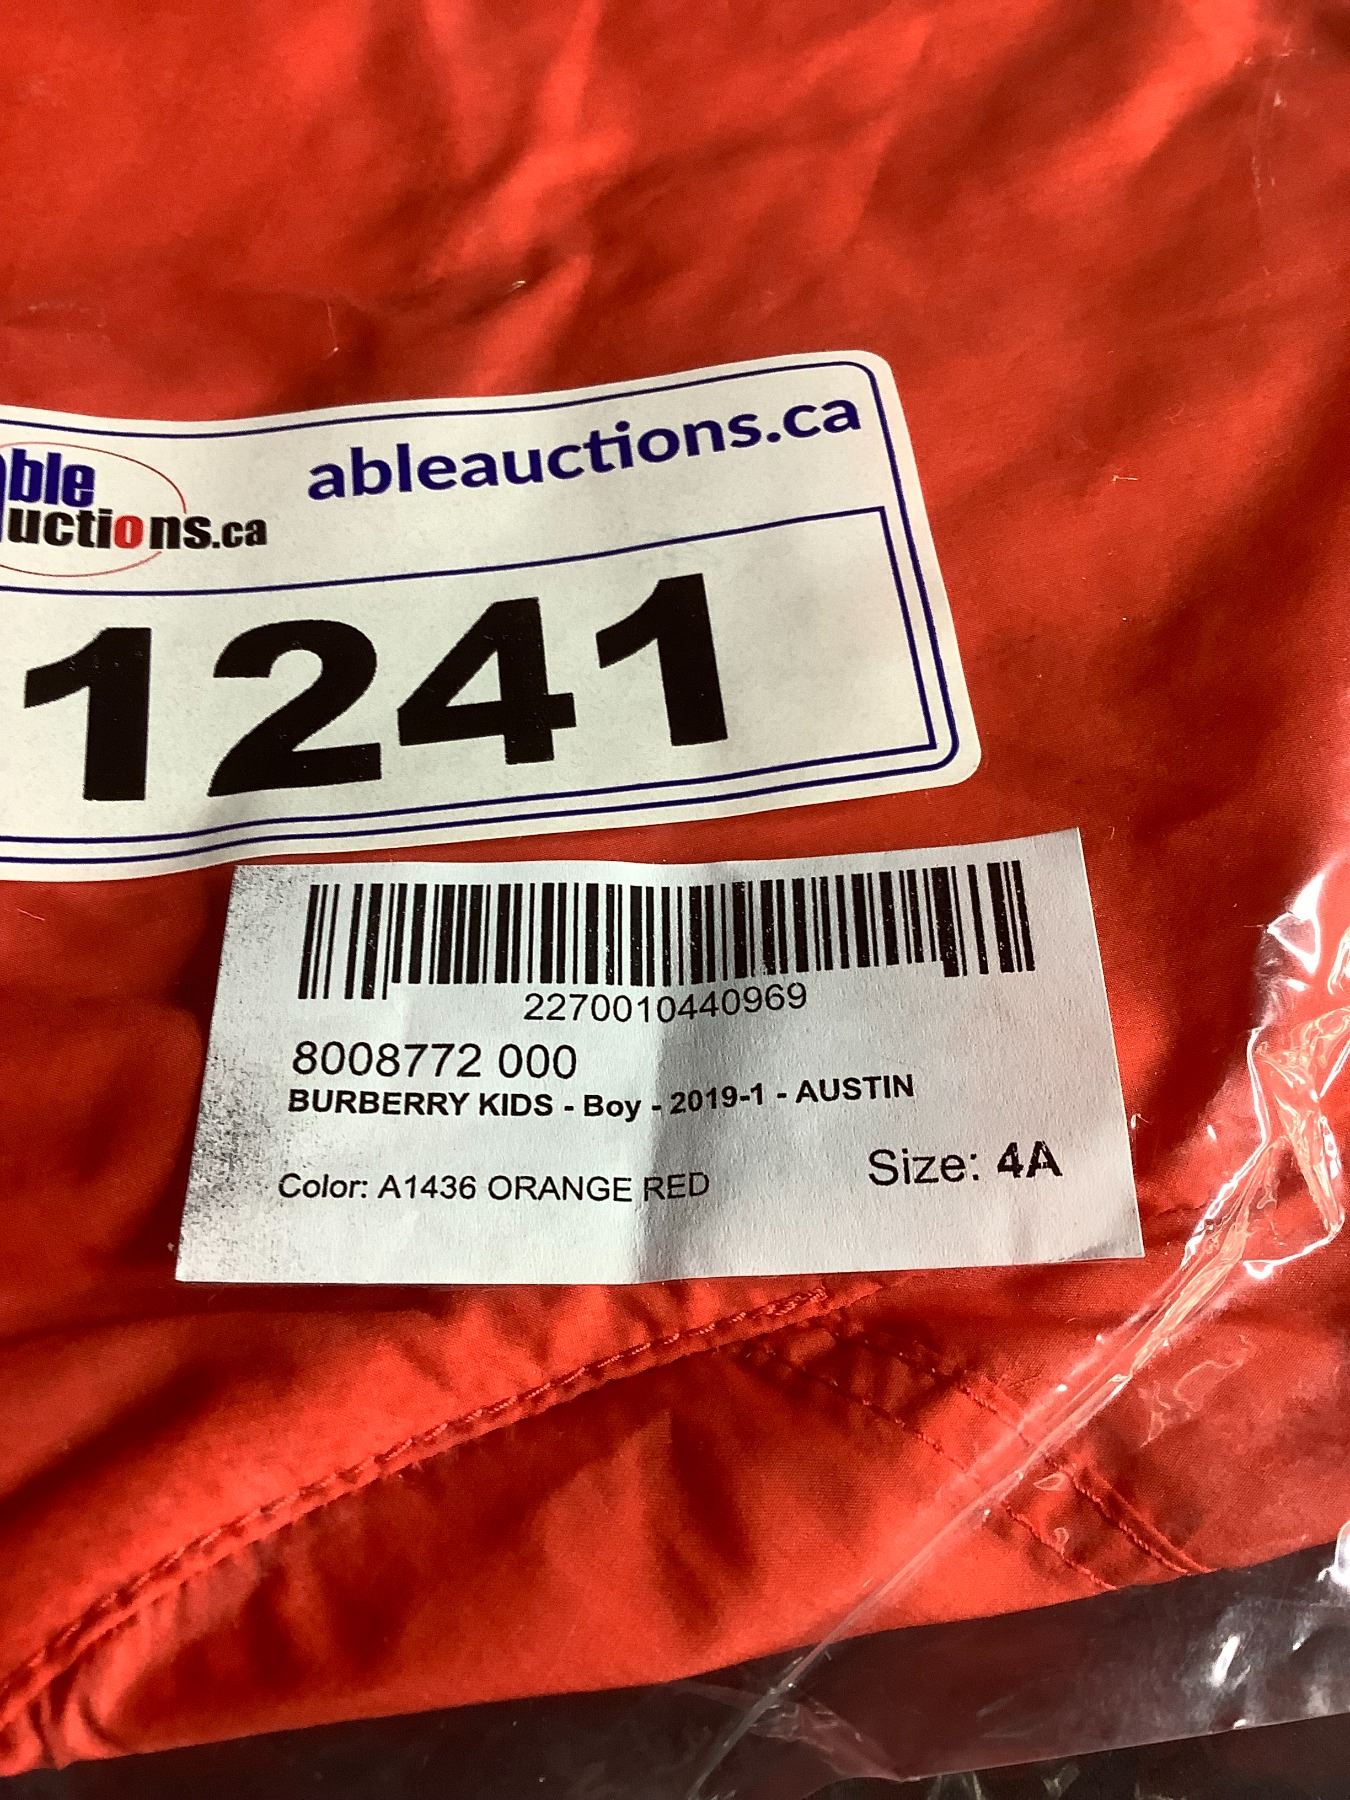 ble
uctions.ca
ableauctions.ca
1241
2270010440969
8008772 000
BURBERRY KIDS - Boy - 2019-1 - AUSTIN
Color: A1436 ORANGE RED
Size: 4A